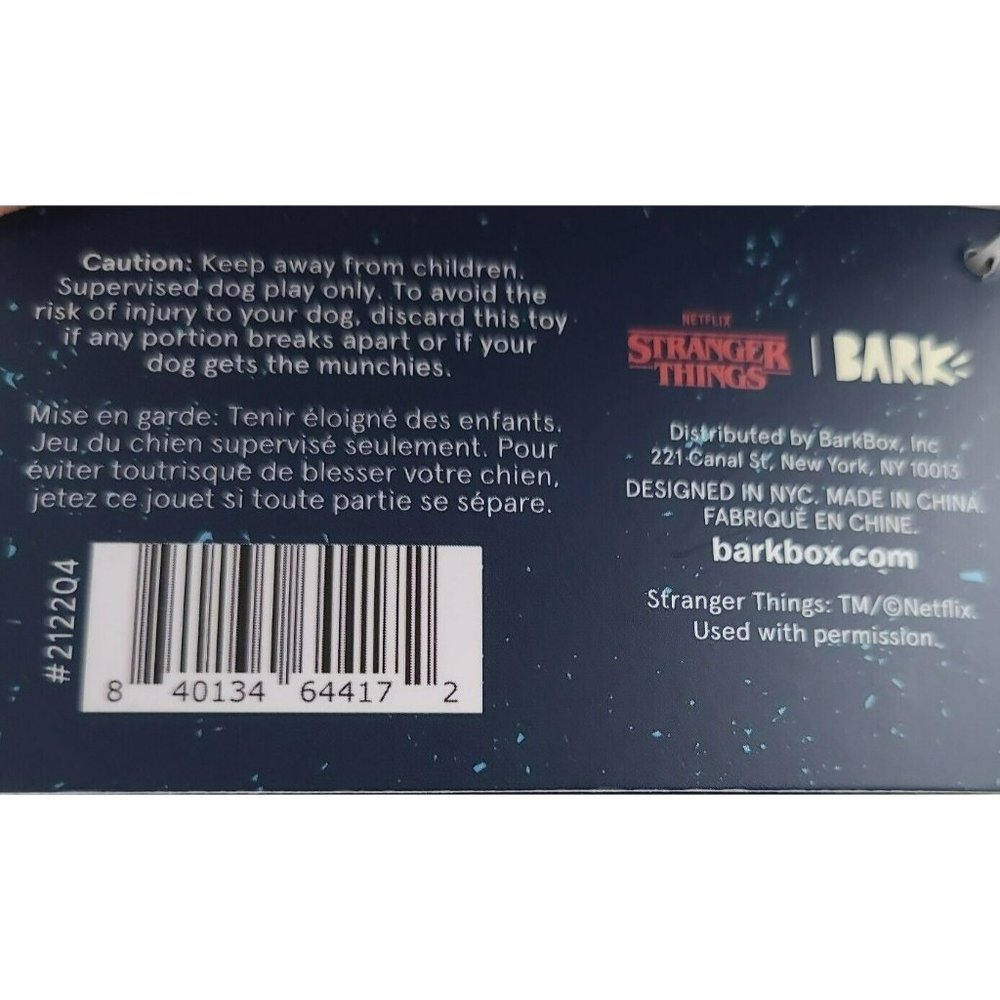 Caution: Keep away from children.
Supervised dog play only. To avoid the
risk of injury to your dog, discard this toy
if any portion breaks apart or if your
dog gets the munchies.
Mise en garde: Tenir éloigné des enfants.
Jeu du chien supervisé seulement. Pour
éviter toutrisque de blesser votre chien,
jetez ce jouet si toute partie se sépare.
#2122Q4
8 40134 64417 2
NETFLIX
STRANGER
THINGS | BARK
Distributed by BarkBox, Inc
221 Canal St, New York, NY 10013
DESIGNED IN NYC. MADE IN CHINA.
FABRIQUÉ EN CHINE.
barkbox.com
Stranger Things: TM/©Netflix.
Used with permission.